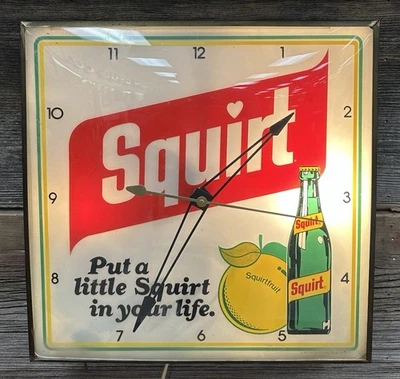 11 12 1
10 2
Squirt
9 3
Squirt
Put a
little Squirt
in your life.
Squirtfruit
Squirt
8 4
7 6 5